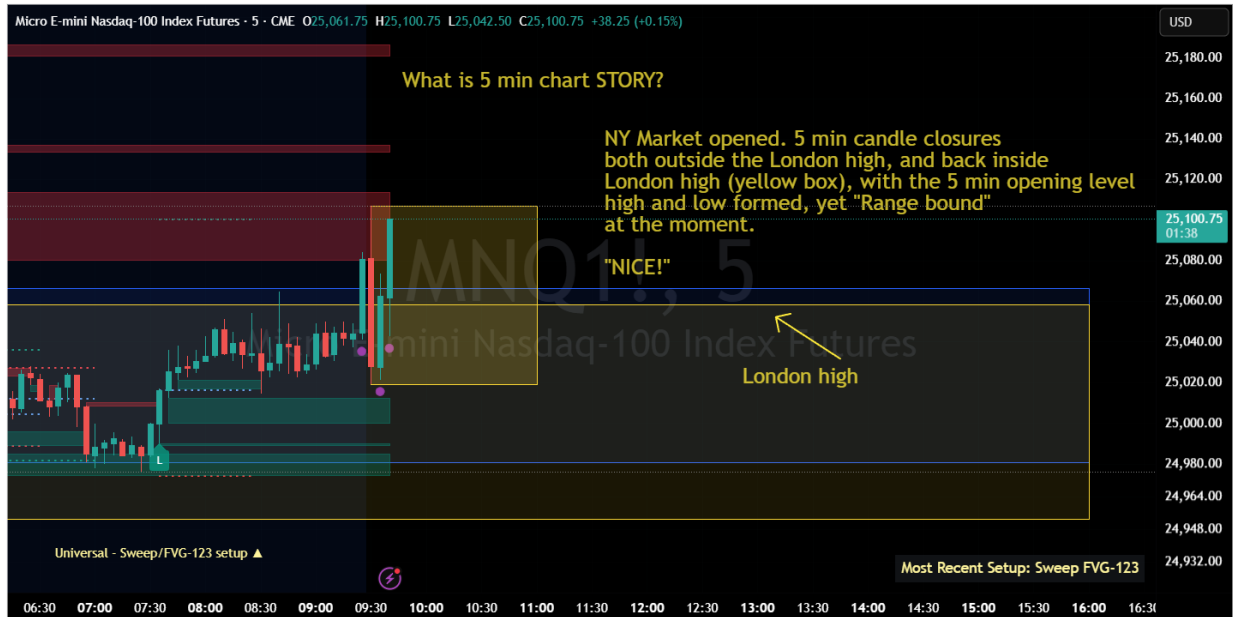 Micro E-mini Nasdaq-100 Index Futures · 5 · CME O25,061.75 H25,100.75 L25,042.50 C25,100.75 +38.25 (+0.15%)
USD
25,180.00
What is 5 min chart STORY?
25,160.00
NY Market opened. 5 min candle closures
25,140.00
both outside the London high, and back inside
London high (yellow box), with the 5 min opening level
25,120.00
high and low formed, yet "Range bound"
at the moment.
25,100.75
01:38
"NICE!"
25,080.00
MNQ1!, 5
25,060.00
Micro E-mini Nasdaq-100 Index Futures
25,040.00
London high
25,020.00
25,000.00
L
24,980.00
24,964.00
24,948.00
Universal - Sweep/FVG-123 setup ▲
24,932.00
Most Recent Setup: Sweep FVG-123
06:30 07:00 07:30 08:00 08:30 09:00 09:30 10:00 10:30 11:00 11:30 12:00 12:30 13:00 13:30 14:00 14:30 15:00 15:30 16:00